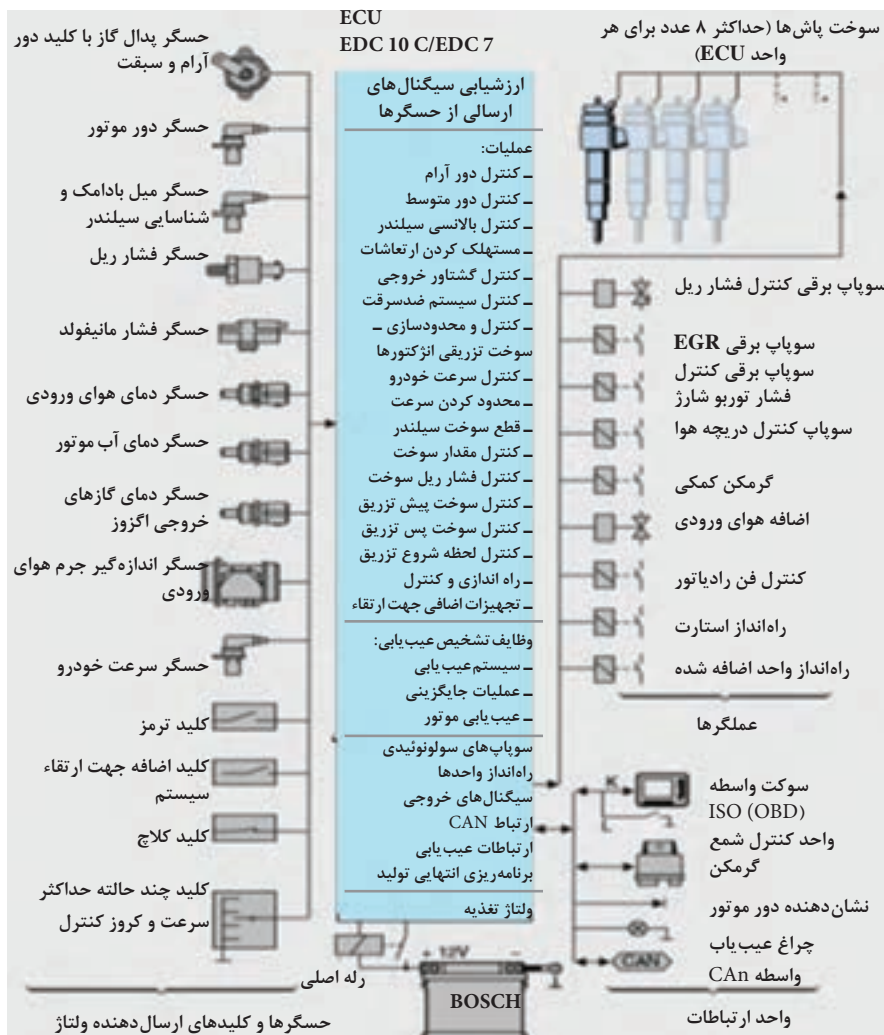 ECU
EDC 10 C/EDC 7
حسگر پدال گاز با کلید دور
آرام و سبقت
حسگر دور موتور
حسگر میل بادامک و
شناسایی سیلندر
حسگر فشار ریل
حسگر فشار مانیفولد
حسگر دمای هوای ورودی
حسگر دمای آب موتور
حسگر دمای گازهای
خروجی اگزوز
حسگر اندازه‌گیر جرم هوای
ورودی
حسگر سرعت خودرو
کلید ترمز
کلید اضافه جهت ارتقاء
سیستم
کلید کلاچ
کلید چند حالته حداکثر
سرعت و کروز کنترل
حسگرها و کلیدهای ارسال‌دهنده ولتاژ
ارزشیابی سیگنال‌های
ارسالی از حسگرها
عملیات:
ـ کنترل دور آرام
ـ کنترل دور متوسط
ـ کنترل بالانسی سیلندر
ـ مستهلک کردن ارتعاشات
ـ کنترل گشتاور خروجی
ـ کنترل سیستم ضدسرقت
ـ کنترل و محدودسازی ـ
سوخت تزریقی انژکتورها
ـ کنترل سرعت خودرو
ـ محدود کردن سرعت
ـ قطع سوخت سیلندر
ـ کنترل مقدار سوخت
ـ کنترل فشار ریل سوخت
ـ کنترل سوخت پیش تزریق
ـ کنترل سوخت پس تزریق
ـ کنترل لحظه شروع تزریق
ـ راه اندازی و کنترل
ـ تجهیزات اضافی جهت ارتقاء
وظایف تشخیص عیب‌یابی:
ـ سیستم عیب‌یابی
ـ عملیات جایگزینی
ـ عیب‌یابی موتور
سوپاپ‌های سولونوئیدی
راه‌انداز واحدها
سیگنال‌های خروجی
ارتباط CAN
ارتباطات عیب‌یابی
برنامه‌ریزی انتهایی تولید
ولتاژ تغذیه
رله اصلی
+ 12V –
BOSCH
سوخت پاش‌ها (حداکثر ۸ عدد برای هر
واحد ECU)
سوپاپ برقی کنترل فشار ریل
سوپاپ برقی EGR
سوپاپ برقی کنترل
فشار توربو شارژ
سوپاپ کنترل دریچه هوا
گرمکن کمکی
اضافه هوای ورودی
کنترل فن رادیاتور
راه‌انداز استارت
راه‌انداز واحد اضافه شده
عملگرها
K
سوکت واسطه
ISO (OBD)
واحد کنترل شمع
گرمکن
نشان‌دهنده دور موتور
چراغ عیب‌یاب
CAN
واسطه CAn
واحد ارتباطات